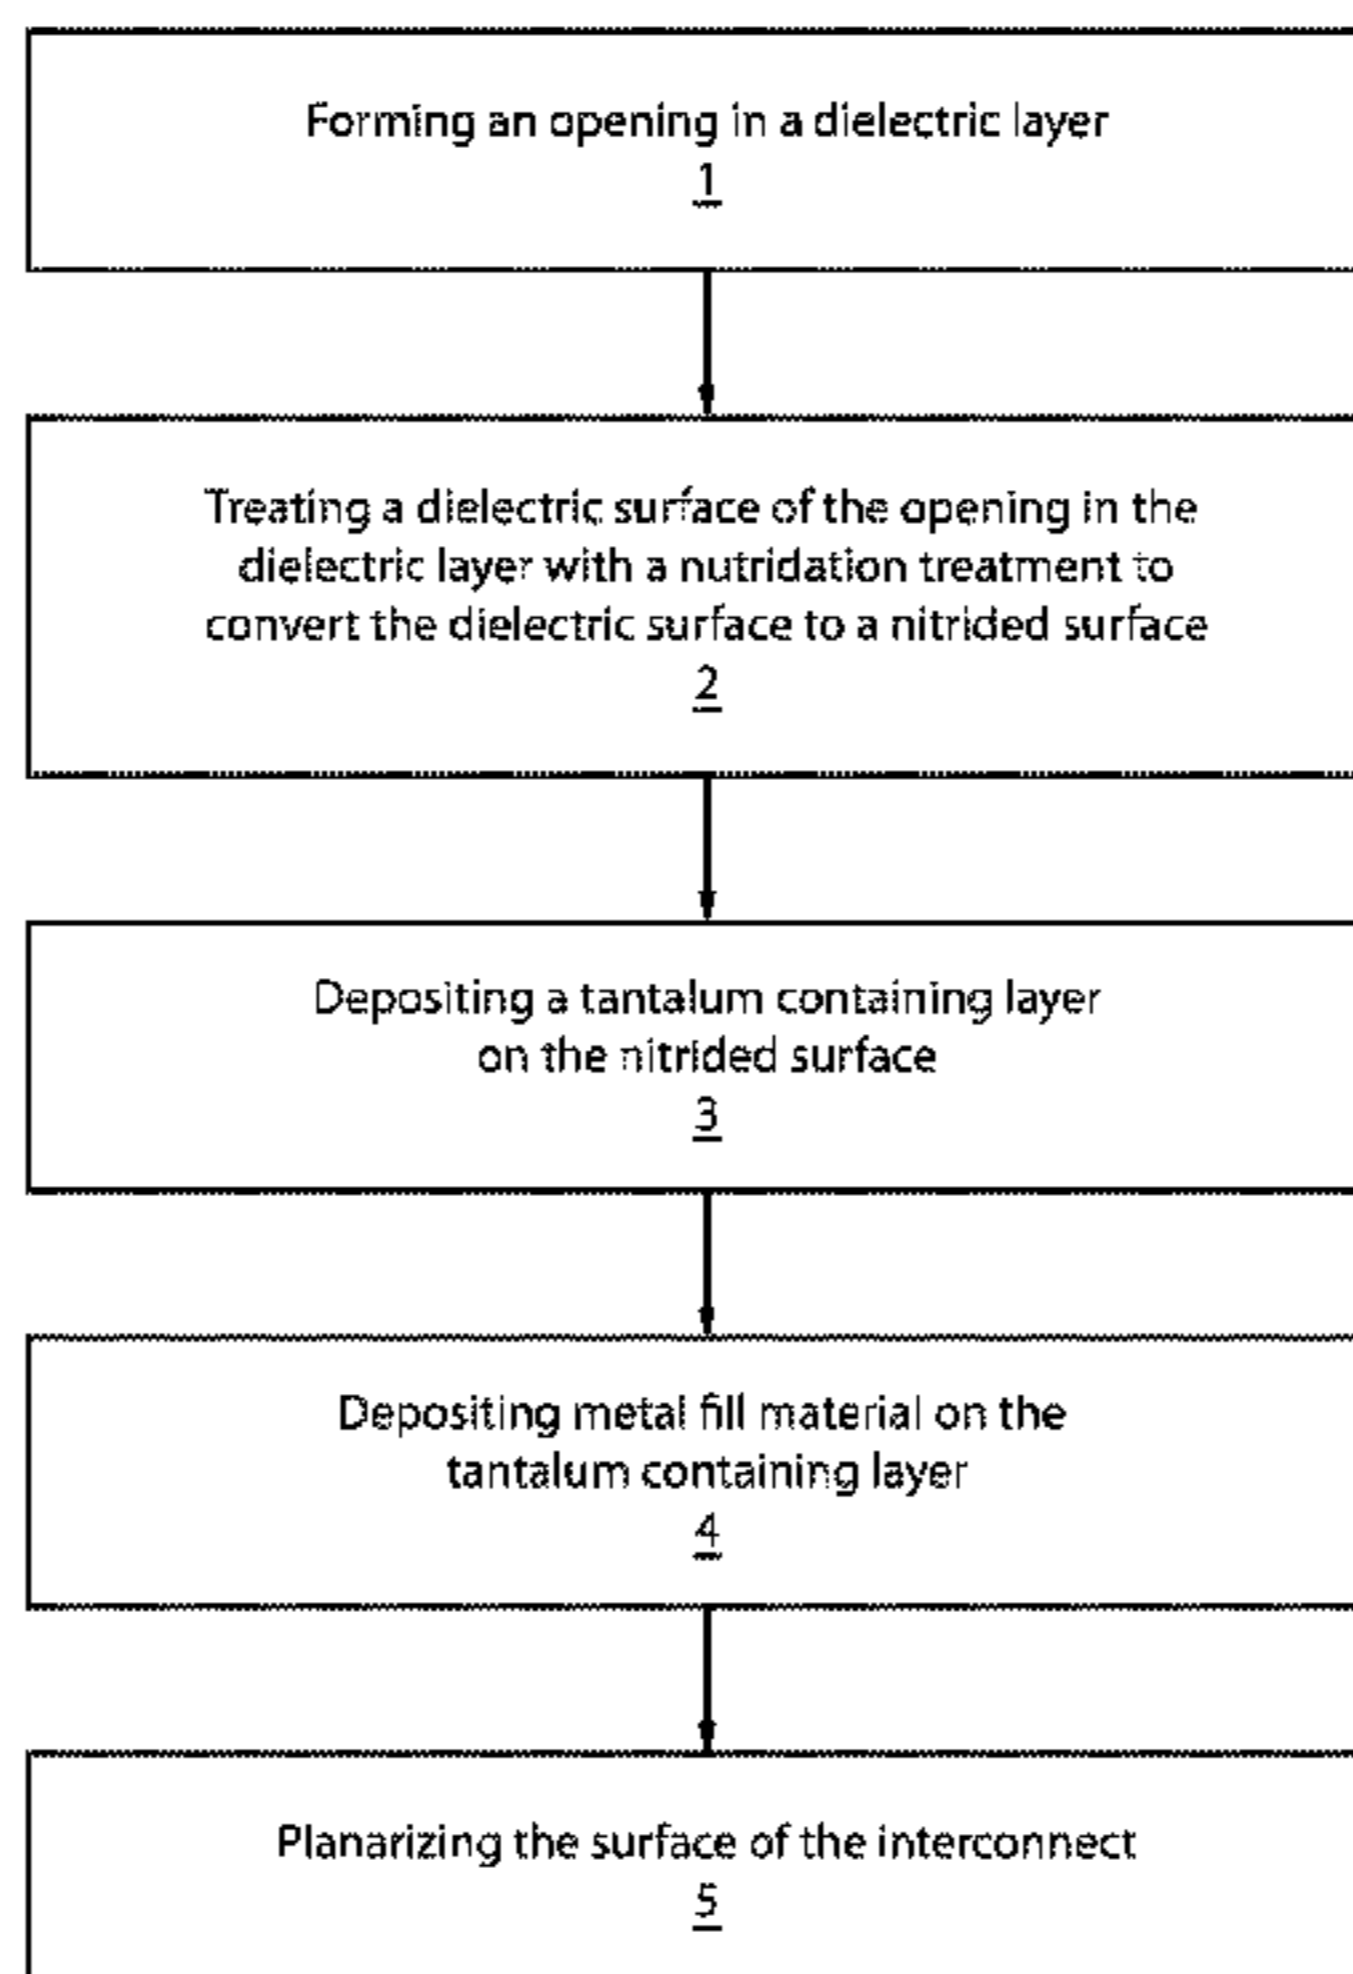 Forming an opening in a dielectric layer
1
Treating a dielectric surface of the opening in the
dielectric layer with a nutridation treatment to
convert the dielectric surface to a nitrided surface
2
Depositing a tantalum containing layer
on the nitrided surface
3
Depositing metal fill material on the
tantalum containing layer
4
Planarizing the surface of the interconnect
5